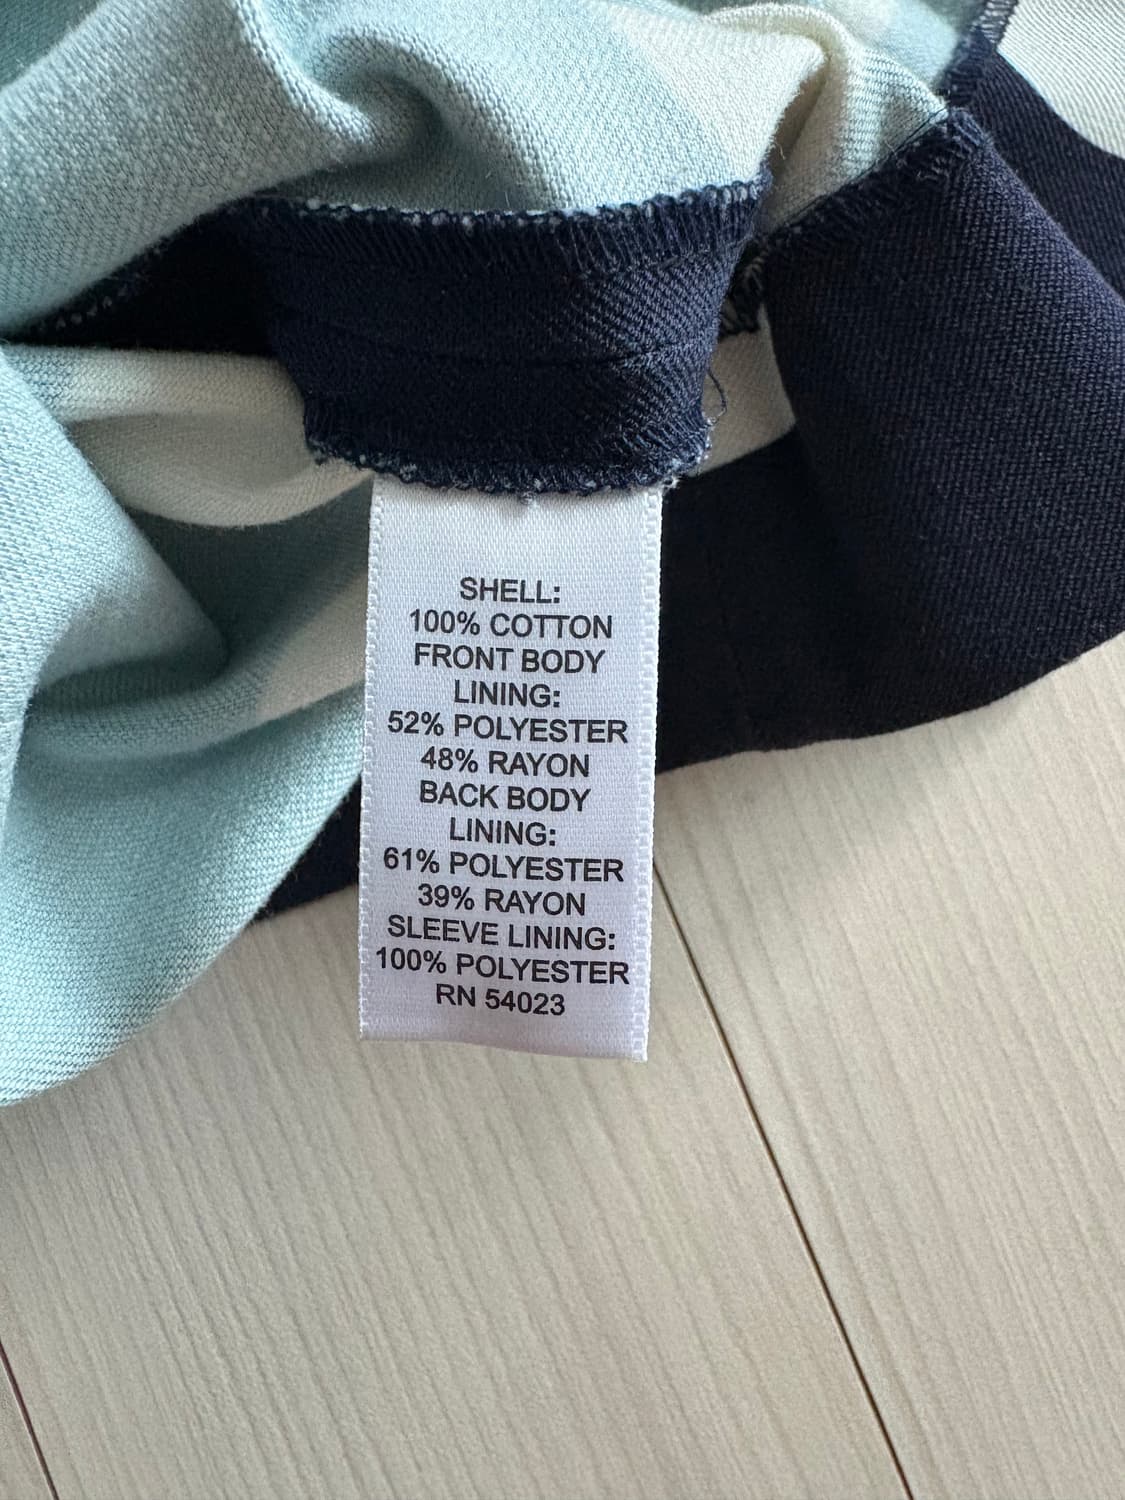 SHELL:
100% COTTON
FRONT BODY
LINING:
52% POLYESTER
48% RAYON
BACK BODY
LINING:
61% POLYESTER
39% RAYON
SLEEVE LINING:
100% POLYESTER
RN 54023